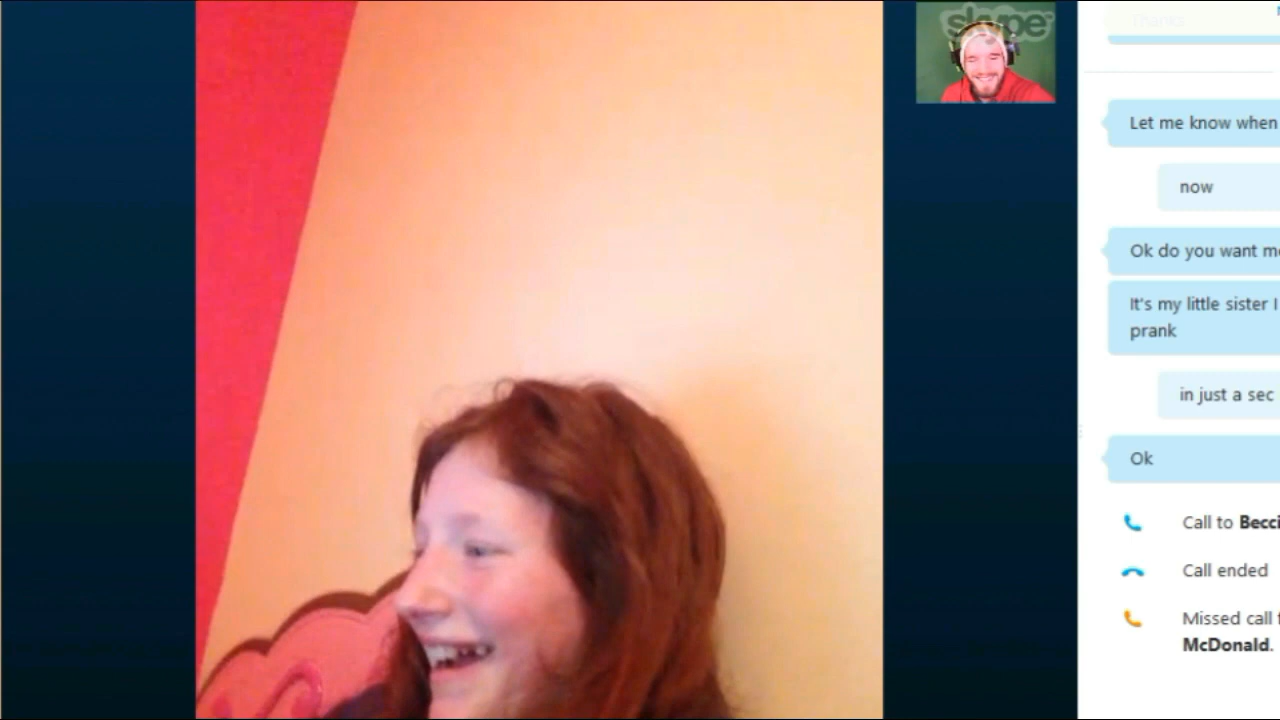 skype
Thanks
Let me know when
now
Ok do you want
It's my little sister I
prank
in just a sec
Ok
Call to Becci
Call ended
Missed call
McDonald.